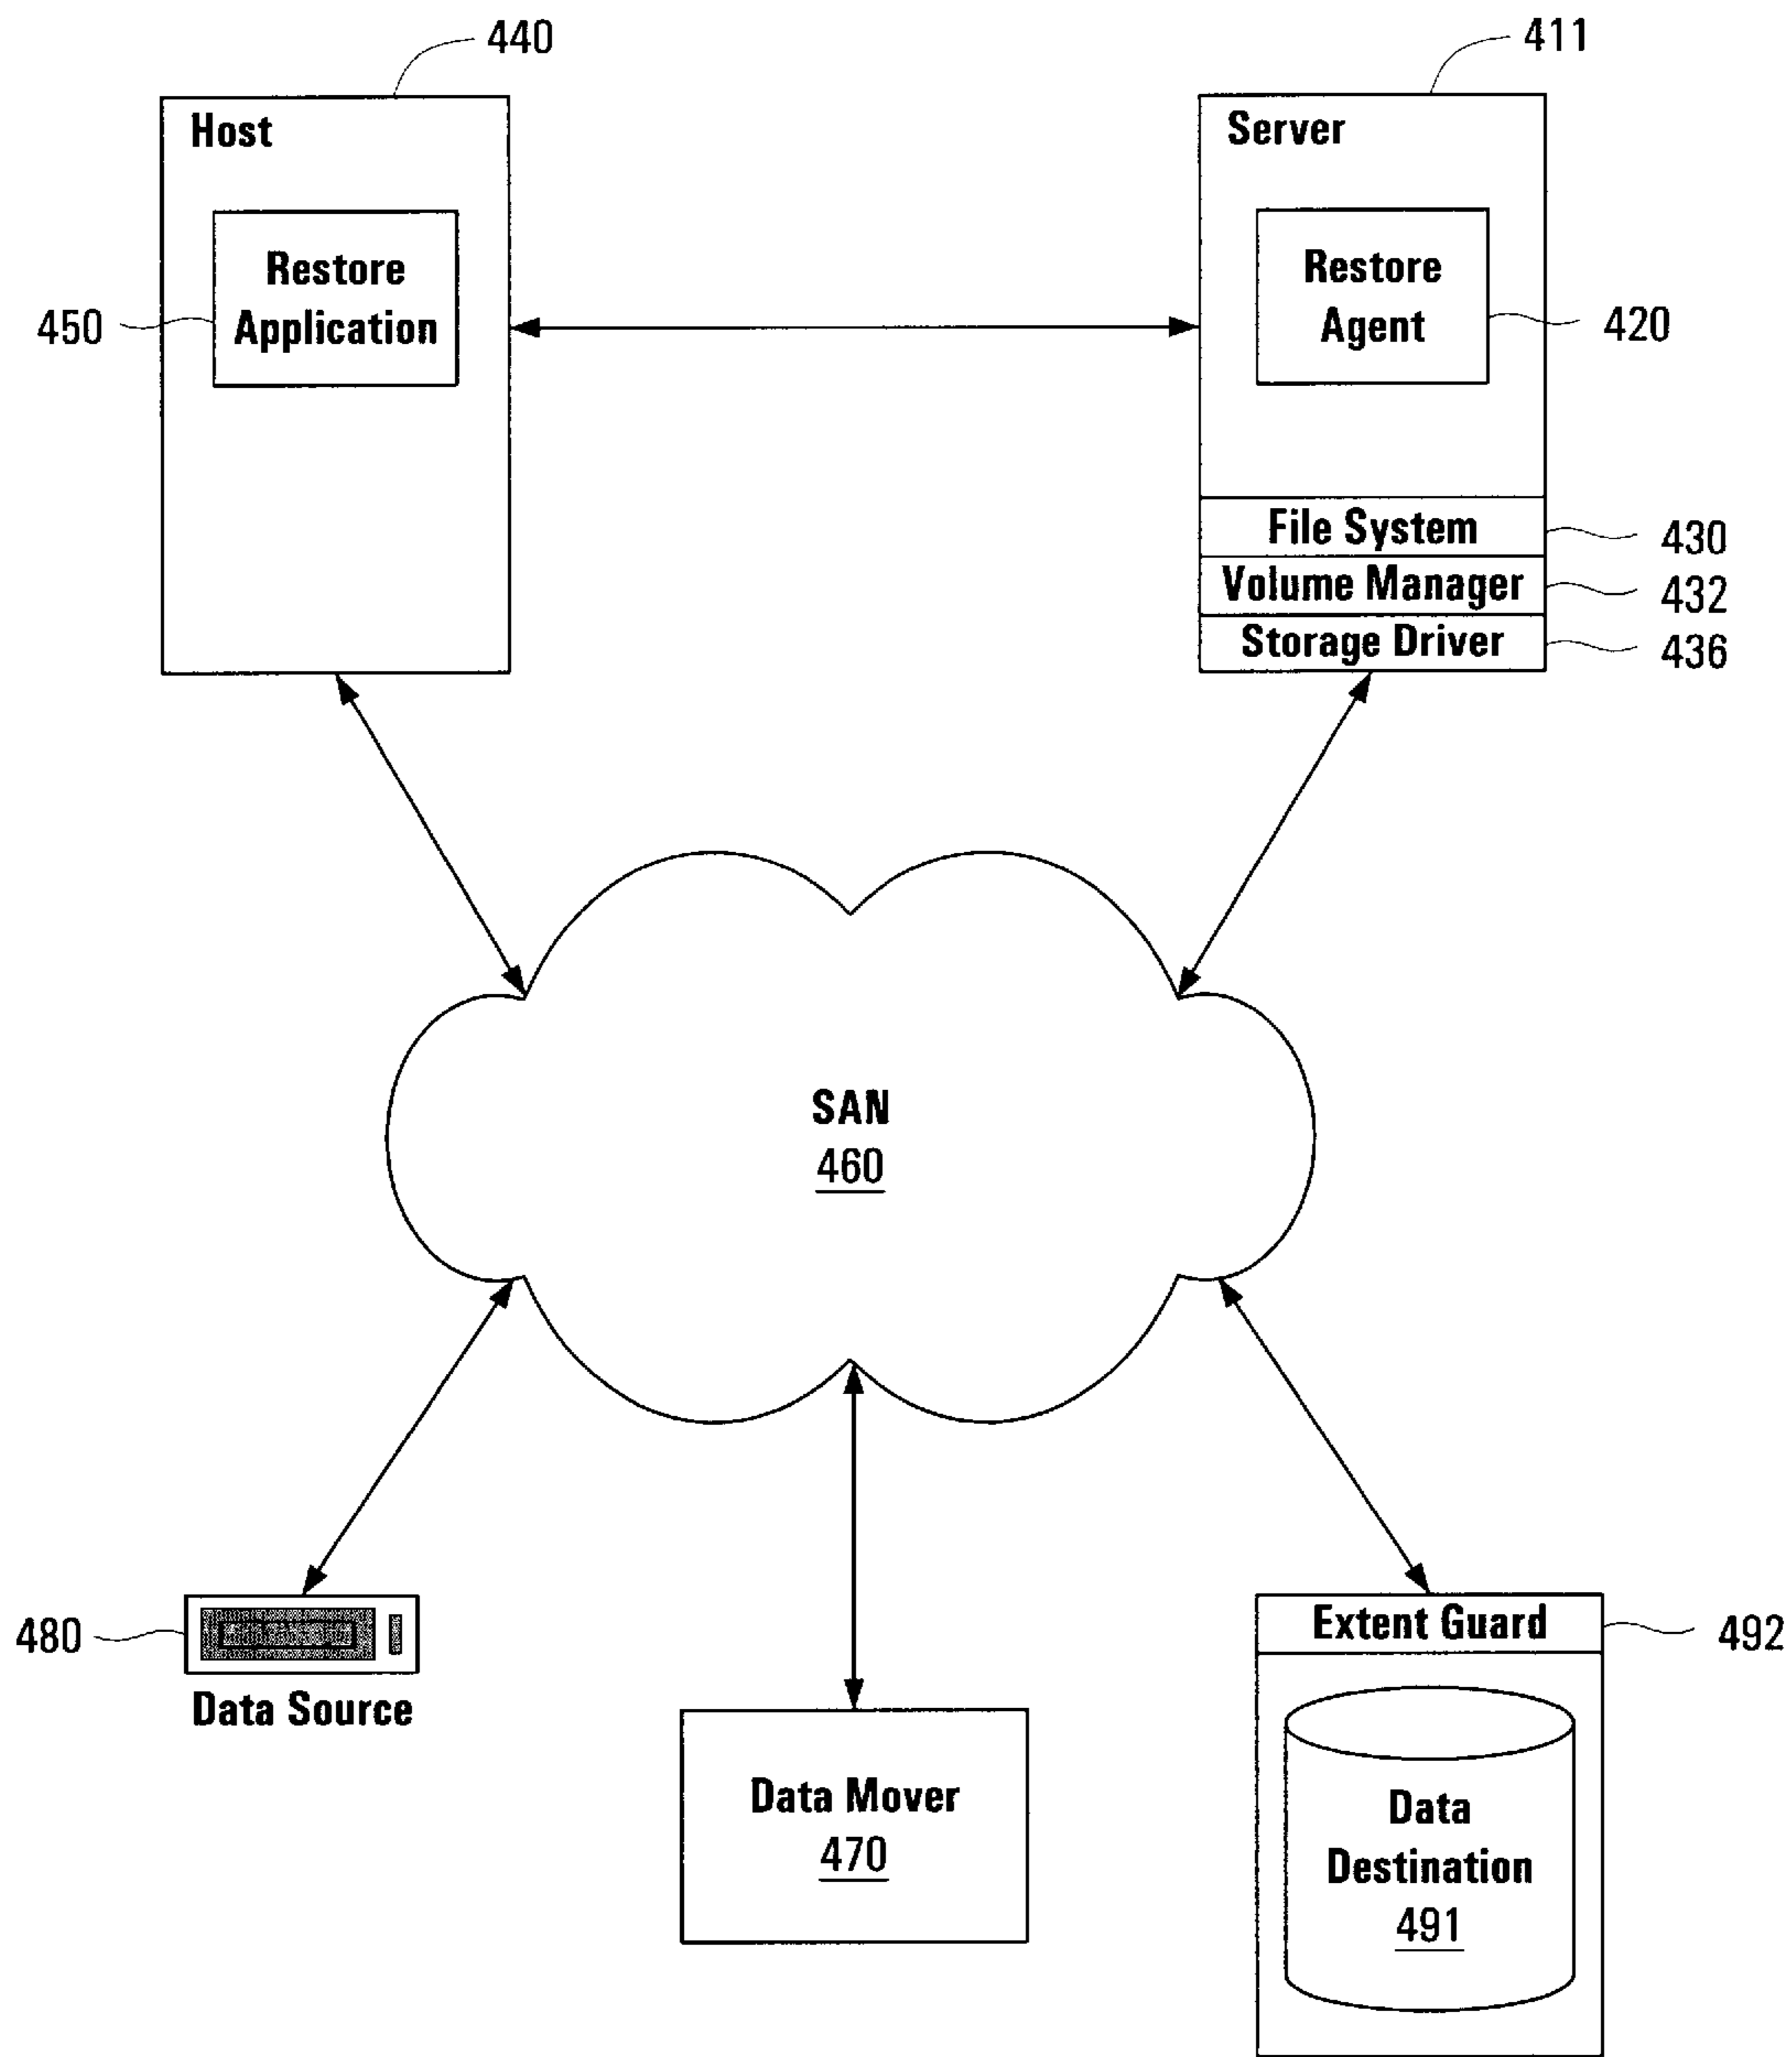 440
411
Host
Server
Restore
Application
450
Restore
Agent
420
File System
430
Volume Manager
432
Storage Driver
436
SAN
460
480
Data Source
Extent Guard
492
Data Mover
470
Data
Destination
491